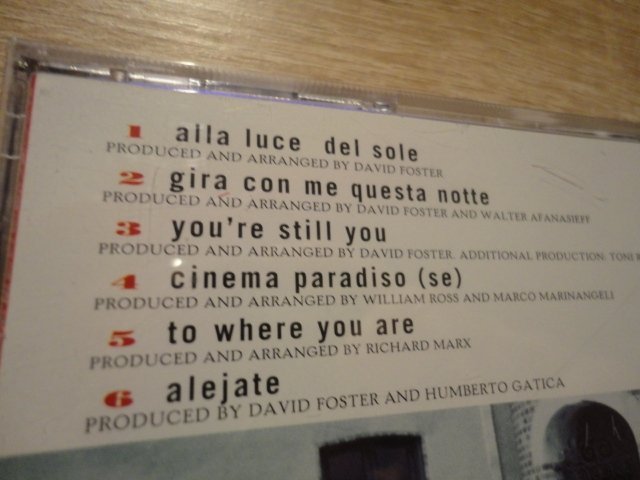 1 alla luce del sole
PRODUCED AND ARRANGED BY DAVID FOSTER
2 gira con me questa notte
PRODUCED AND ARRANGED BY DAVID FOSTER AND WALTER AFANASIEFF
3 you're still you
PRODUCED AND ARRANGED BY DAVID FOSTER. ADDITIONAL PRODUCTION: TONI
4 cinema paradiso (se)
PRODUCED AND ARRANGED BY WILLIAM ROSS AND MARCO MARINANGELI
5 to where you are
PRODUCED AND ARRANGED BY RICHARD MARX
6 alejate
PRODUCED BY DAVID FOSTER AND HUMBERTO GATICA